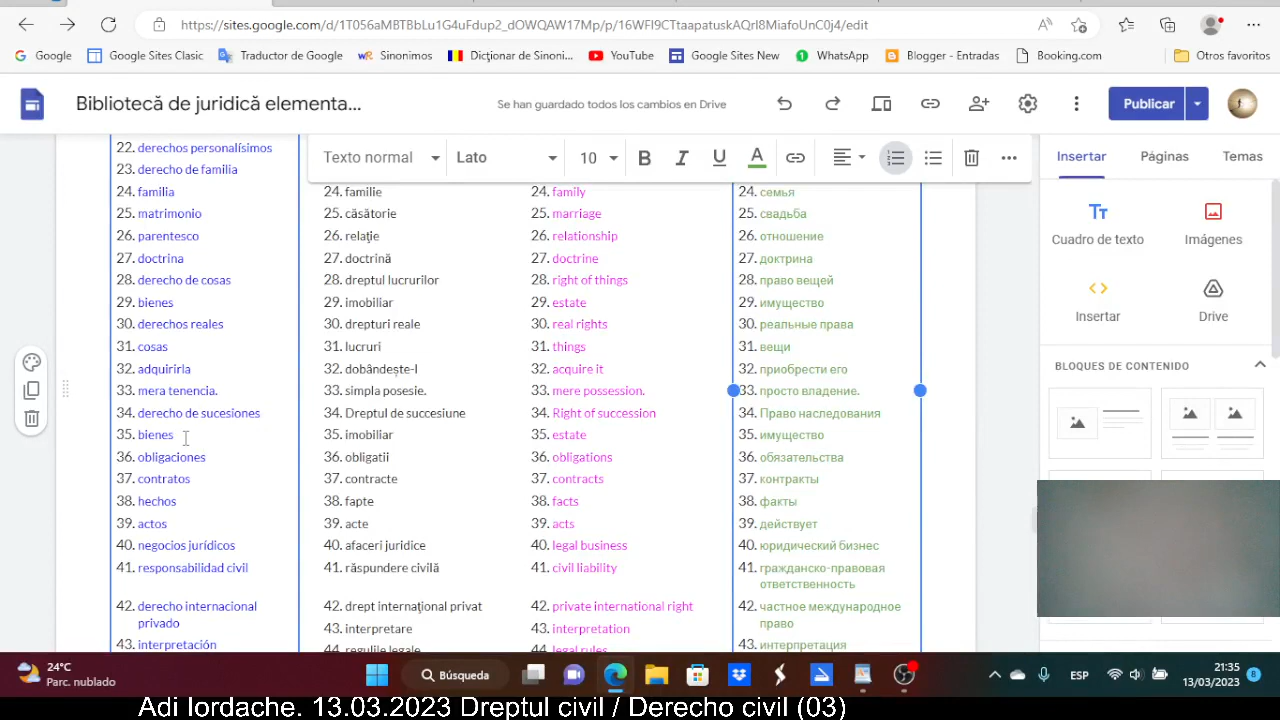 https://sites.google.com/d/1T056aMBTBbLu1G4uFdup2_dOWQAW17Mp/p/16WFI9CTtaapatuskAQrI8MiafoUnC0j4/edit
Google
Google Sites Clasic
Traductor de Google
Sinonimos
Dicționar de Sinoni...
YouTube
Google Sites New
WhatsApp
Blogger - Entradas
Booking.com
Otros favoritos
Bibliotecă de juridică elementa...
Se han guardado todos los cambios en Drive
Publicar
Texto normal
Lato
10
Insertar
Páginas
Temas
22. derechos personalísimos
23. derecho de familia
24. familia
25. matrimonio
26. parentesco
27. doctrina
28. derecho de cosas
29. bienes
30. derechos reales
31. cosas
32. adquirirla
33. mera tenencia.
34. derecho de sucesiones
35. bienes
36. obligaciones
37. contratos
38. hechos
39. actos
40. negocios jurídicos
41. responsabilidad civil
42. derecho internacional
privado
43. interpretación
24. familie
25. căsătorie
26. relaţie
27. doctrină
28. dreptul lucrurilor
29. imobiliar
30. drepturi reale
31. lucruri
32. dobândește-l
33. simpla posesie.
34. Dreptul de succesiune
35. imobiliar
36. obligatii
37. contracte
38. fapte
39. acte
40. afaceri juridice
41. răspundere civilă
42. drept internaţional privat
43. interpretare
44. regulile legale
24. family
25. marriage
26. relationship
27. doctrine
28. right of things
29. estate
30. real rights
31. things
32. acquire it
33. mere possession.
34. Right of succession
35. estate
36. obligations
37. contracts
38. facts
39. acts
40. legal business
41. civil liability
42. private international right
43. interpretation
44. legal rules
24. семья
25. свадьба
26. отношение
27. доктрина
28. право вещей
29. имущество
30. реальные права
31. вещи
32. приобрести его
33. просто владение.
34. Право наследования
35. имущество
36. обязательства
37. контракты
38. факты
39. действует
40. юридический бизнес
41. гражданско-правовая
ответственность
42. частное международное
право
43. интерпретация
Cuadro de texto
Imágenes
Insertar
Drive
BLOQUES DE CONTENIDO
24°C
Parc. nublado
Búsqueda
ESP
21:35
13/03/2023
8
Adi Iordache. 13.03.2023 Dreptul civil / Derecho civil (03)